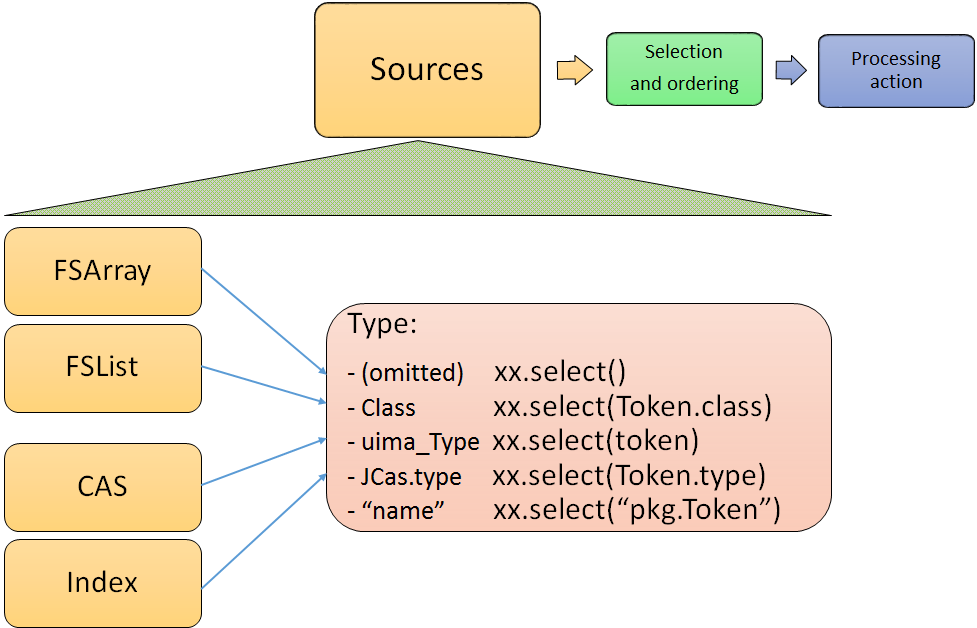 Sources
Selection
and ordering
Processing
action
FSArray
FSList
CAS
Index
Type:
- (omitted) xx.select()
- Class xx.select(Token.class)
- uima_Type xx.select(token)
- JCas.type xx.select(Token.type)
- “name” xx.select(“pkg.Token”)